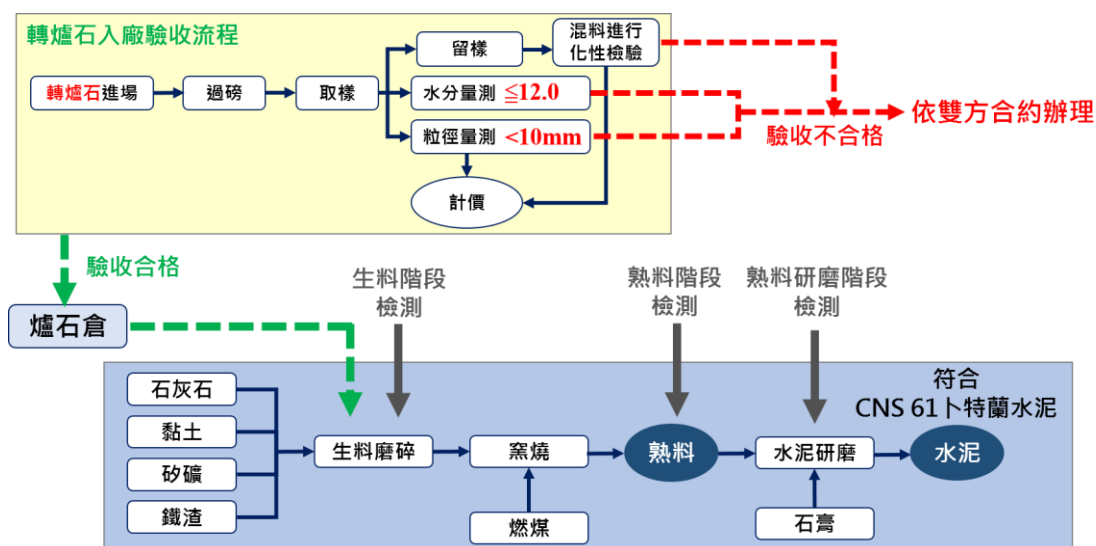 轉爐石入廠驗收流程
留樣
混料進行
化性檢驗
轉爐石進場
過磅
取樣
水分量測 ≦12.0
粒徑量測 <10mm
計價
依雙方合約辦理
驗收不合格
驗收合格
爐石倉
生料階段
檢測
熟料階段
檢測
熟料研磨階段
檢測
符合
CNS 61卜特蘭水泥
石灰石
黏土
矽礦
鐵渣
生料磨碎
窯燒
熟料
水泥研磨
水泥
燃煤
石膏